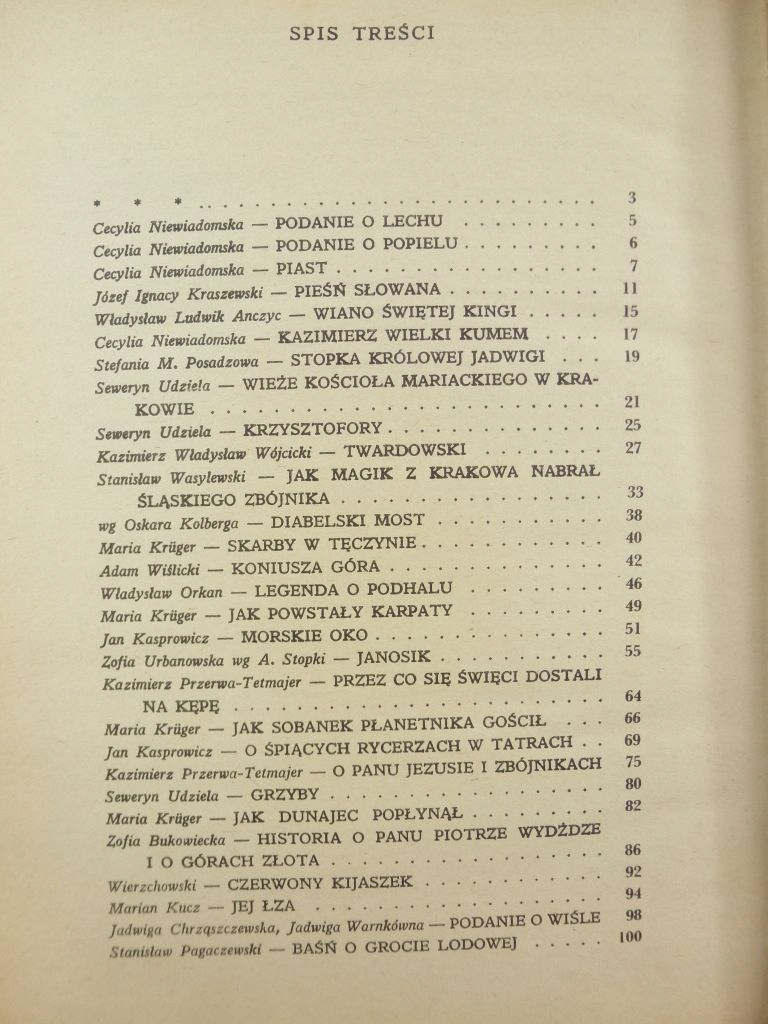 SPIS TREŚCI
* * * . . . . . . . . . . . . . . . . . . . . . . . . . . 3
Cecylia Niewiadomska — PODANIE O LECHU . . . . . . . . . 5
Cecylia Niewiadomska — PODANIE O POPIELU . . . . . . . . . 6
Cecylia Niewiadomska — PIAST . . . . . . . . . . . . . . . . . 7
Józef Ignacy Kraszewski — PIEŚŃ SŁOWANA . . . . . . . . . . 11
Władysław Ludwik Anczyc — WIANO ŚWIĘTEJ KINGI . . . . . 15
Cecylia Niewiadomska — KAZIMIERZ WIELKI KUMEM . . . . 17
Stefania M. Posadzowa — STOPKA KRÓLOWEJ JADWIGI . . . 19
Seweryn Udziela — WIEŻE KOŚCIOŁA MARIACKIEGO W KRA-
KOWIE . . . . . . . . . . . . . . . . . . . . . . . . . 21
Seweryn Udziela — KRZYSZTOFORY . . . . . . . . . . . . . . 25
Kazimierz Władysław Wójcicki — TWARDOWSKI . . . . . . . . 27
Stanisław Wasylewski — JAK MAGIK Z KRAKOWA NABRAŁ
ŚLĄSKIEGO ZBÓJNIKA . . . . . . . . . . . . . . . . . 33
wg Oskara Kolberga — DIABELSKI MOST . . . . . . . . . . . 38
Maria Krüger — SKARBY W TĘCZYNIE . . . . . . . . . . . . 40
Adam Wiślicki — KONIUSZA GÓRA . . . . . . . . . . . . . . 42
Władysław Orkan — LEGENDA O PODHALU . . . . . . . . . 46
Maria Krüger — JAK POWSTAŁY KARPATY . . . . . . . . . 49
Jan Kasprowicz — MORSKIE OKO . . . . . . . . . . . . . . . 51
Zofia Urbanowska wg A. Stopki — JANOSIK . . . . . . . . . . . 55
Kazimierz Przerwa-Tetmajer — PRZEZ CO SIĘ ŚWIĘCI DOSTALI
NA KĘPĘ . . . . . . . . . . . . . . . . . . . . . . . . 64
Maria Krüger — JAK SOBANEK PŁANETNIKA GOŚCIŁ . . . 66
Jan Kasprowicz — O ŚPIĄCYCH RYCERZACH W TATRACH . . 69
Kazimierz Przerwa-Tetmajer — O PANU JEZUSIE I ZBÓJNIKACH 75
Seweryn Udziela — GRZYBY . . . . . . . . . . . . . . . . . . 80
Maria Krüger — JAK DUNAJEC POPŁYNĄŁ . . . . . . . . . 82
Zofia Bukowiecka — HISTORIA O PANU PIOTRZE WYDŻDZE
I O GÓRACH ZŁOTA . . . . . . . . . . . . . . . . . . 86
Wierzchowski — CZERWONY KIJASZEK . . . . . . . . . . . . 92
Marian Kucz — JEJ ŁZA . . . . . . . . . . . . . . . . . . . 94
Jadwiga Chrząszczewska, Jadwiga Warnkówna — PODANIE O WIŚLE 98
Stanisław Pagaczewski — BAŚŃ O GROCIE LODOWEJ . . . . . 100